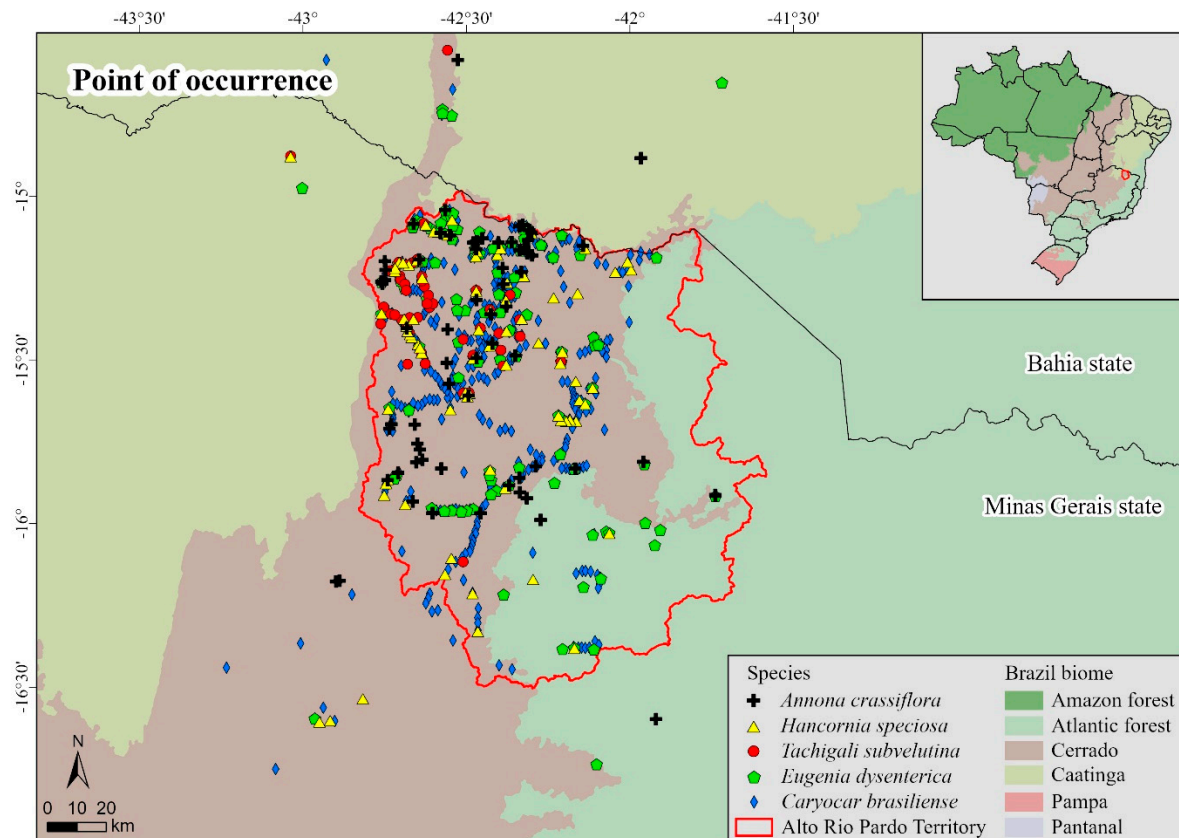 -43°30'
-43°
-42°30'
-42°
-41°30'
Point of occurrence
-15°
-15°30'
-16°
-16°30'
Bahia state
Minas Gerais state
N
0 10 20
km
Species
Annona crassiflora
Hancornia speciosa
Tachigali subvelutina
Eugenia dysenterica
Caryocar brasiliense
Alto Rio Pardo Territory
Brazil biome
Amazon forest
Atlantic forest
Cerrado
Caatinga
Pampa
Pantanal